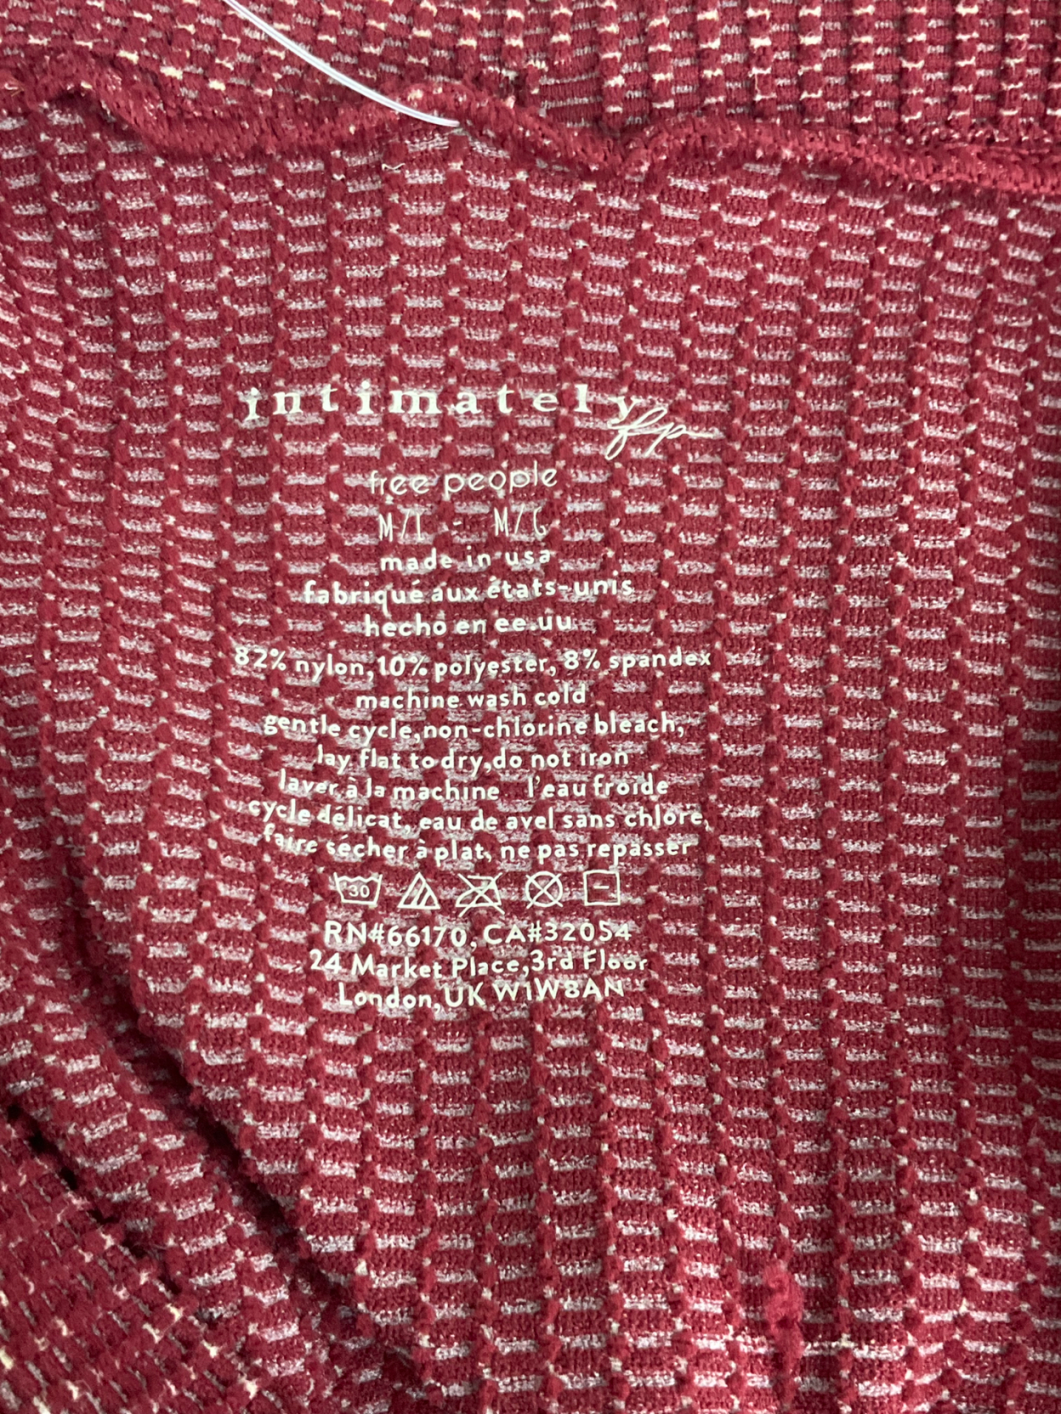 intimately fp
free people
M/L - M/G
made in usa
fabriqué aux états-unis
hecho en ee.uu
82% nylon, 10% polyester, 8% spandex
machine wash cold
gentle cycle, non-chlorine bleach,
lay flat to dry, do not iron
laver à la machine l'eau froide
cycle délicat, eau de avel sans chlore,
faire sécher à plat, ne pas repasser
30
RN#66170, CA#32054
24 Market Place, 3rd Floor
London, UK W1W8AN